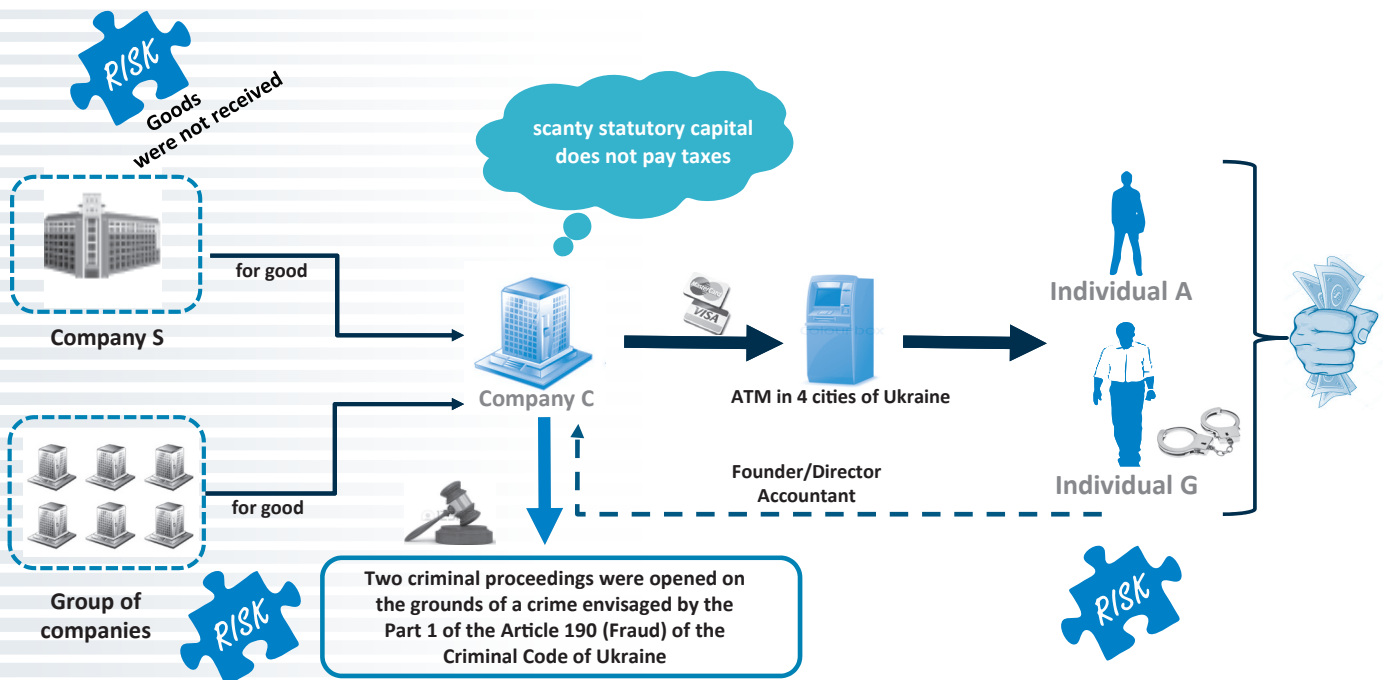 RISK
Goods
were not received
scanty statutory capital
does not pay taxes
for good
Company S
MasterCard
VISA
Company C
ATM in 4 cities of Ukraine
Individual A
for good
Group of
companies
Founder/Director
Accountant
Individual G
RISK
Two criminal proceedings were opened on
the grounds of a crime envisaged by the
Part 1 of the Article 190 (Fraud) of the
Criminal Code of Ukraine
RISK